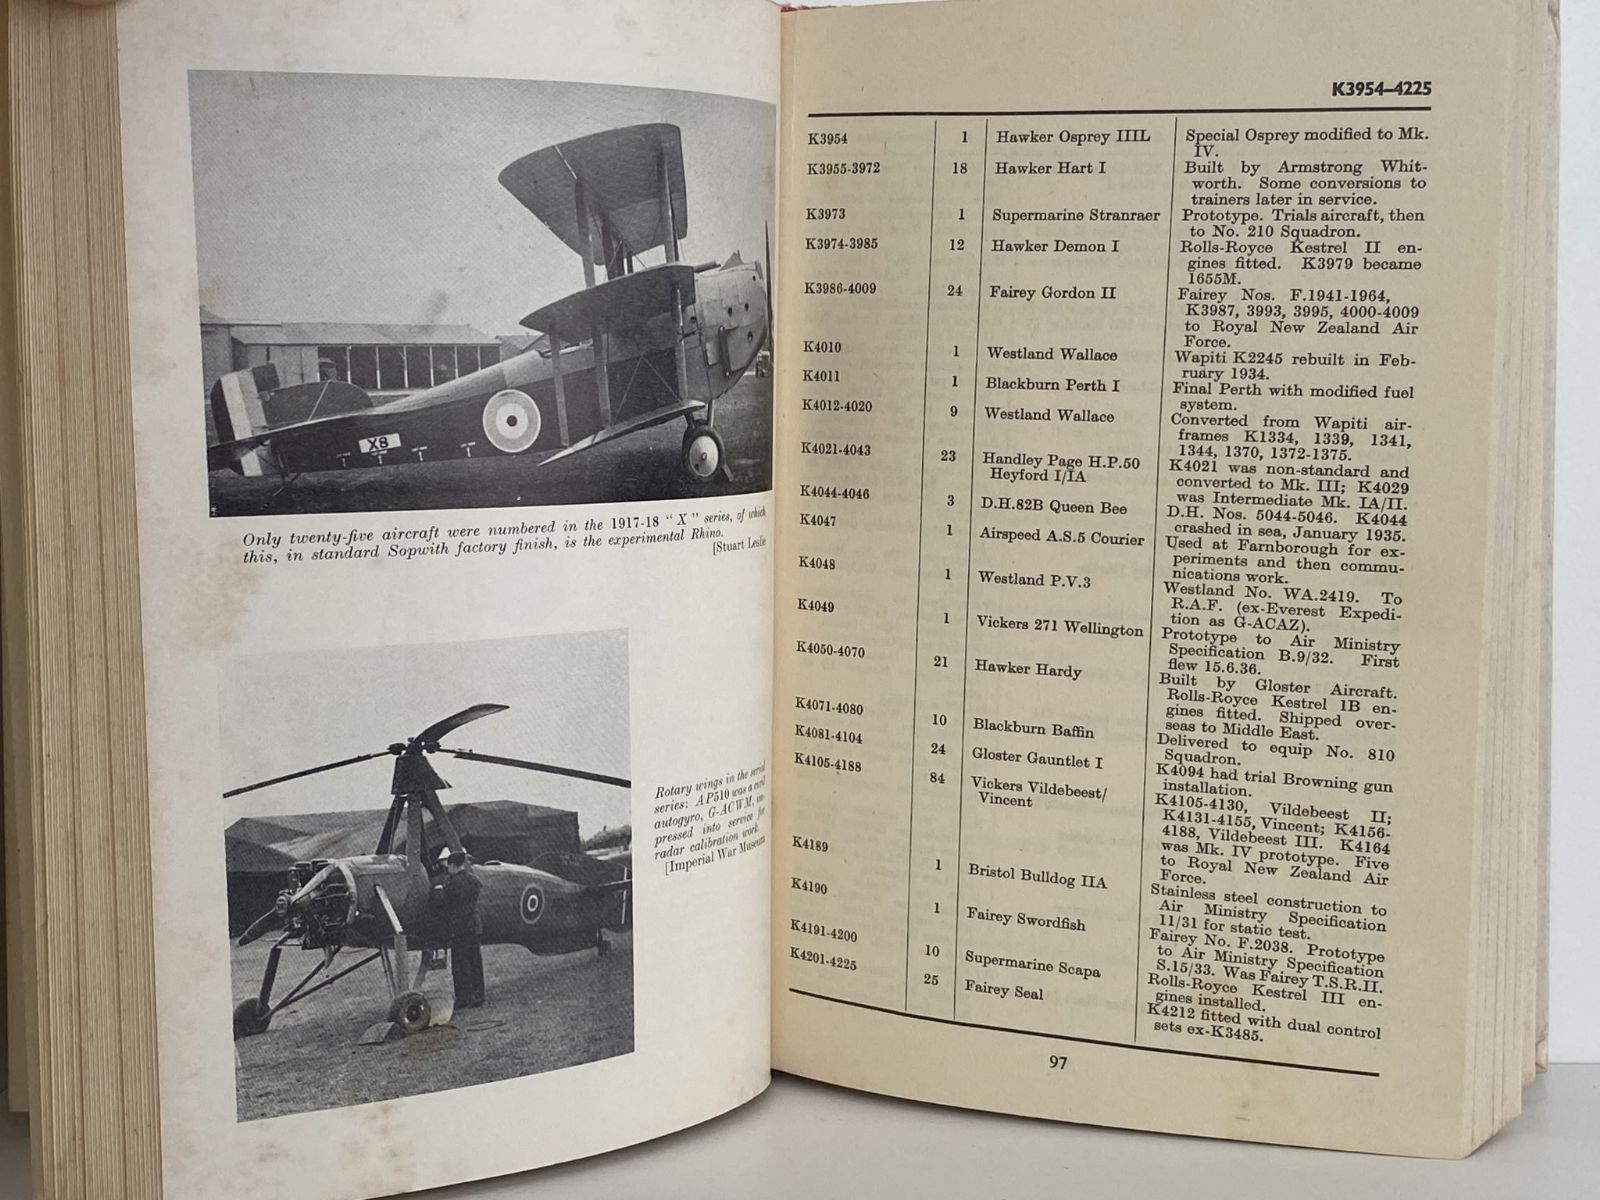 X8
Only twenty-five aircraft were numbered in the 1917-18 "X" series, of which
this, in standard Sopwith factory finish, is the experimental Rhino.
[Stuart Leslie
Rotary wings in the serial
series: AP510 was a civil
autogyro, G-ACWM, im-
pressed into service for
radar calibration work.
[Imperial War Museum
K3954–4225
K3954 1 Hawker Osprey IIIL Special Osprey modified to Mk.
IV.
K3955-3972 18 Hawker Hart I Built by Armstrong Whit-
worth. Some conversions to
trainers later in service.
K3973 1 Supermarine Stranraer Prototype. Trials aircraft, then
to No. 210 Squadron.
K3974-3985 12 Hawker Demon I Rolls-Royce Kestrel II en-
gines fitted. K3979 became
1655M.
K3986-4009 24 Fairey Gordon II Fairey Nos. F.1941-1964,
K3987, 3993, 3995, 4000-4009
to Royal New Zealand Air
Force.
K4010 1 Westland Wallace Wapiti K2245 rebuilt in Feb-
ruary 1934.
K4011 1 Blackburn Perth I Final Perth with modified fuel
system.
K4012-4020 9 Westland Wallace Converted from Wapiti air-
frames K1334, 1339, 1341,
1344, 1370, 1372-1375.
K4021-4043 23 Handley Page H.P.50 K4021 was non-standard and
Heyford I/IA converted to Mk. III; K4029
was Intermediate Mk. IA/II.
K4044-4046 3 D.H.82B Queen Bee D.H. Nos. 5044-5046. K4044
crashed in sea, January 1935.
K4047 1 Airspeed A.S.5 Courier Used at Farnborough for ex-
periments and then commu-
nications work.
K4048 1 Westland P.V.3 Westland No. WA.2419. To
R.A.F. (ex-Everest Expedi-
tion as G-ACAZ).
K4049 1 Vickers 271 Wellington Prototype to Air Ministry
Specification B.9/32. First
flew 15.6.36.
K4050-4070 21 Hawker Hardy Built by Gloster Aircraft.
Rolls-Royce Kestrel 1B en-
gines fitted. Shipped over-
seas to Middle East.
K4071-4080 10 Blackburn Baffin Delivered to equip No. 810
Squadron.
K4081-4104 24 Gloster Gauntlet I K4094 had trial Browning gun
installation.
K4105-4188 84 Vickers Vildebeest/ K4105-4130, Vildebeest II;
Vincent K4131-4155, Vincent; K4156-
4188, Vildebeest III. K4164
was Mk. IV prototype. Five
to Royal New Zealand Air
Force.
K4189 1 Bristol Bulldog IIA Stainless steel construction to
Air Ministry Specification
11/31 for static test.
K4190 1 Fairey Swordfish Fairey No. F.2038. Prototype
to Air Ministry Specification
S.15/33. Was Fairey T.S.R.II.
K4191-4200 10 Supermarine Scapa Rolls-Royce Kestrel III en-
gines installed.
K4201-4225 25 Fairey Seal K4212 fitted with dual control
sets ex-K3485.
97